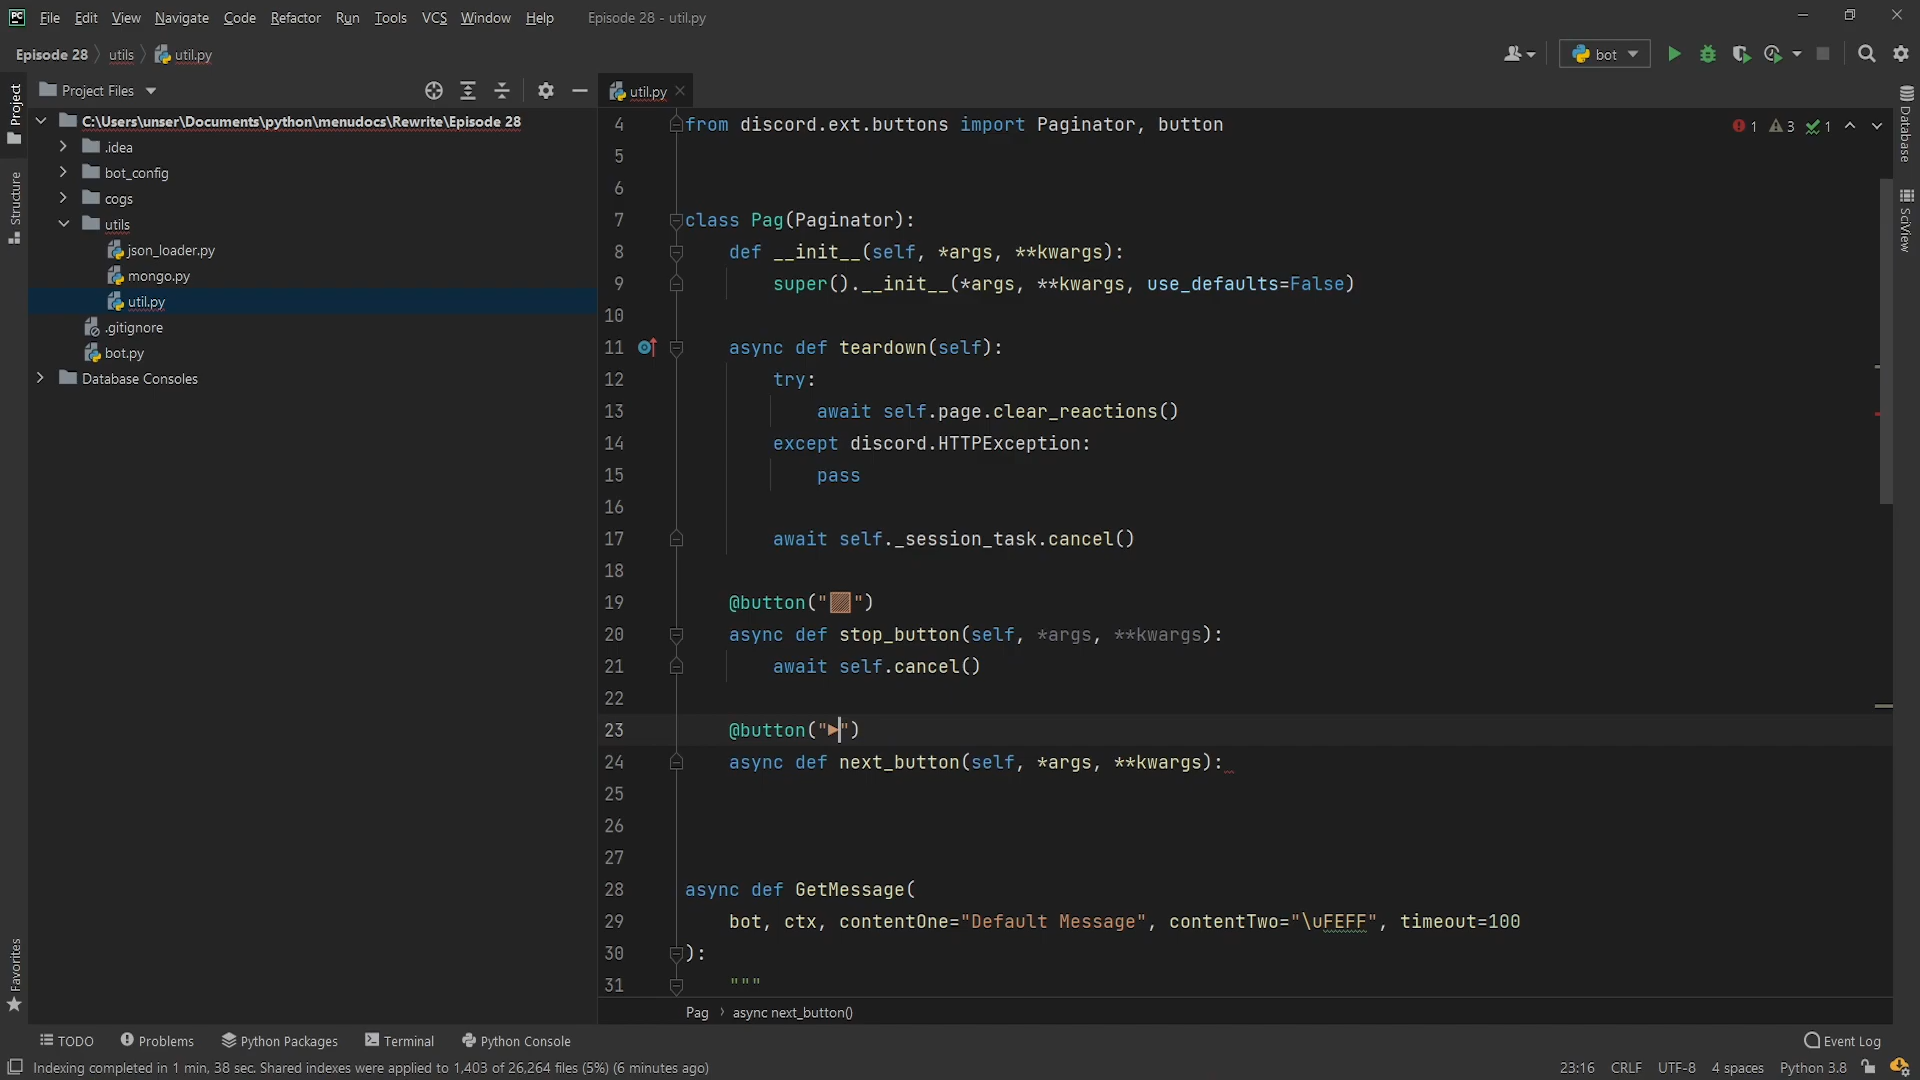 PC File Edit View Navigate Code Refactor Run Tools VCS Window Help Episode 28 - util.py
Episode 28 utils util.py bot
Project
Structure
Favorites
Project Files
C:\Users\unser\Documents\python\menudocs\Rewrite\Episode 28
.idea
bot_config
cogs
utils
json_loader.py
mongo.py
util.py
.gitignore
bot.py
Database Consoles
util.py
1 3 1
4 from discord.ext.buttons import Paginator, button
5
6
7 class Pag(Paginator):
8 def __init__(self, *args, **kwargs):
9 super().__init__(*args, **kwargs, use_defaults=False)
10
11 async def teardown(self):
12 try:
13 await self.page.clear_reactions()
14 except discord.HTTPException:
15 pass
16
17 await self._session_task.cancel()
18
19 @button("")
20 async def stop_button(self, *args, **kwargs):
21 await self.cancel()
22
23 @button("▶")
24 async def next_button(self, *args, **kwargs):
25
26
27
28 async def GetMessage(
29 bot, ctx, contentOne="Default Message", contentTwo="\uFEFF", timeout=100
30 ):
31 """
Pag › async next_button()
Database
SciView
TODO Problems Python Packages Terminal Python Console Event Log
Indexing completed in 1 min, 38 sec. Shared indexes were applied to 1,403 of 26,264 files (5%) (6 minutes ago) 23:16 CRLF UTF-8 4 spaces Python 3.8